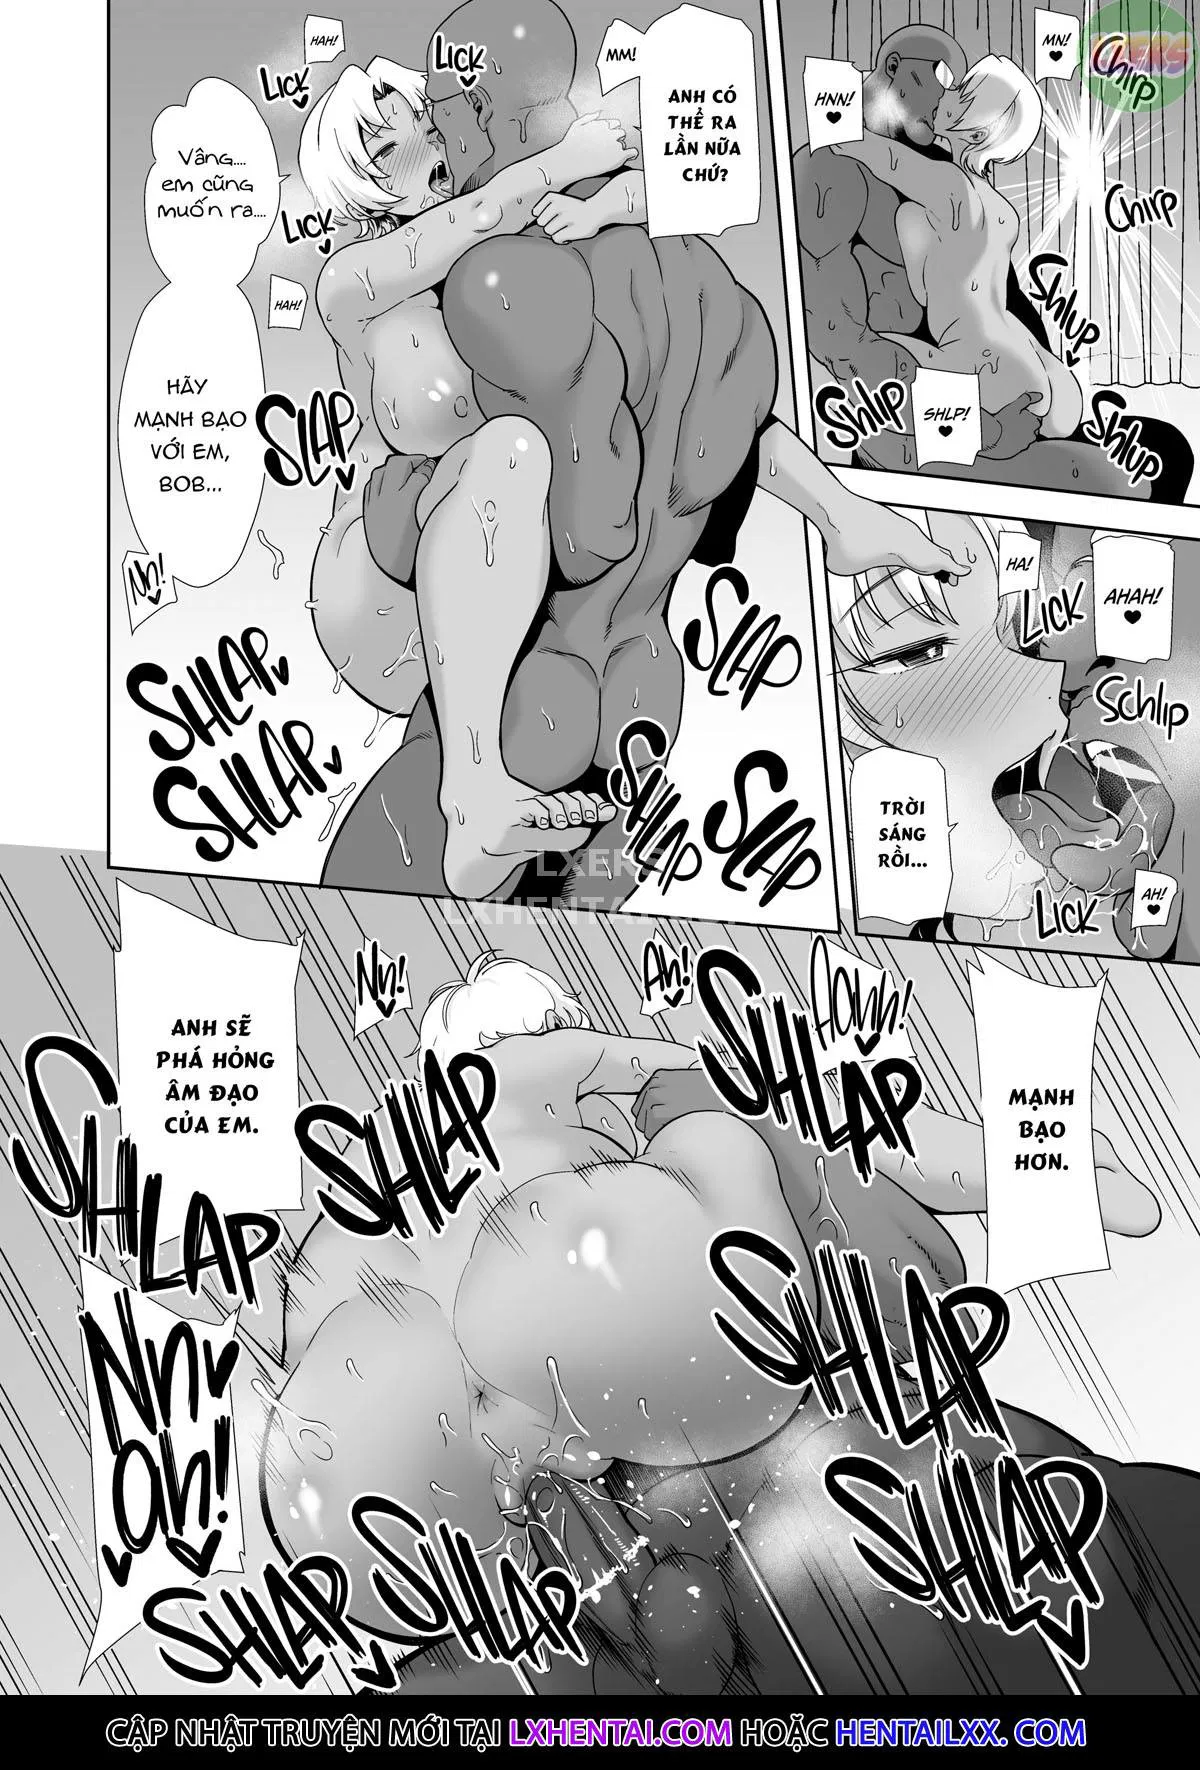 MN! ♥
Chirp
HNN!
♥
Chirp
Shlup
Shlip
SHLP!
♥
Shlup
HA!
LICK
AHAH!
♥
Schlip
TRỜI
SÁNG
RỒI...
LICK
AH!
♥
HAH!
LICK
LICK
MM!
ANH CÓ
THỂ RA
LẦN NỮA
CHỨ?
Vâng....
em cũng
muốn ra....
LICK
HAH!
HÃY
MẠNH BẠO
VỚI EM,
BOB...
Nn!
SLAP
SLAP
SHLAP
SHLAP
SHLAP
SLAP
LXERS
Nn!
Ah!
Aahh!
SHLAP
MẠNH
BẠO
HƠN.
ANH SẼ
PHÁ HỎNG
ÂM ĐẠO
CỦA EM.
SHLAP
SHLAP
SHLAP
Nn
Oh!
SHLAP
SHLAP
SHLAP
CẬP NHẬT TRUYỆN MỚI TẠI LXHENTAI.COM HOẶC HENTAILXX.COM